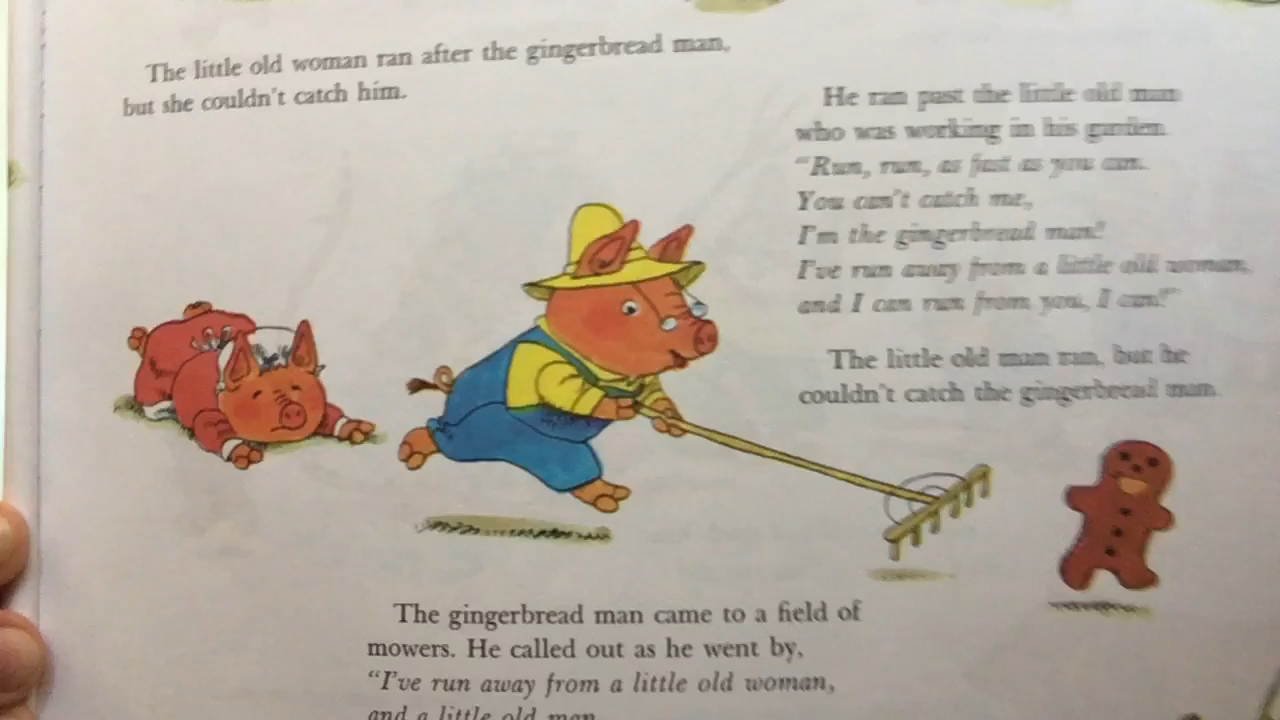 The little old woman ran after the gingerbread man,
but she couldn't catch him.
He ran past the little old man
who was working in his garden.
“Run, run, as fast as you can.
You can't catch me,
I'm the gingerbread man!
I've run away from a little old woman,
and I can run from you, I can!”
The little old man ran, but he
couldn't catch the gingerbread man.
The gingerbread man came to a field of
mowers. He called out as he went by,
“I've run away from a little old woman,
and a little old man